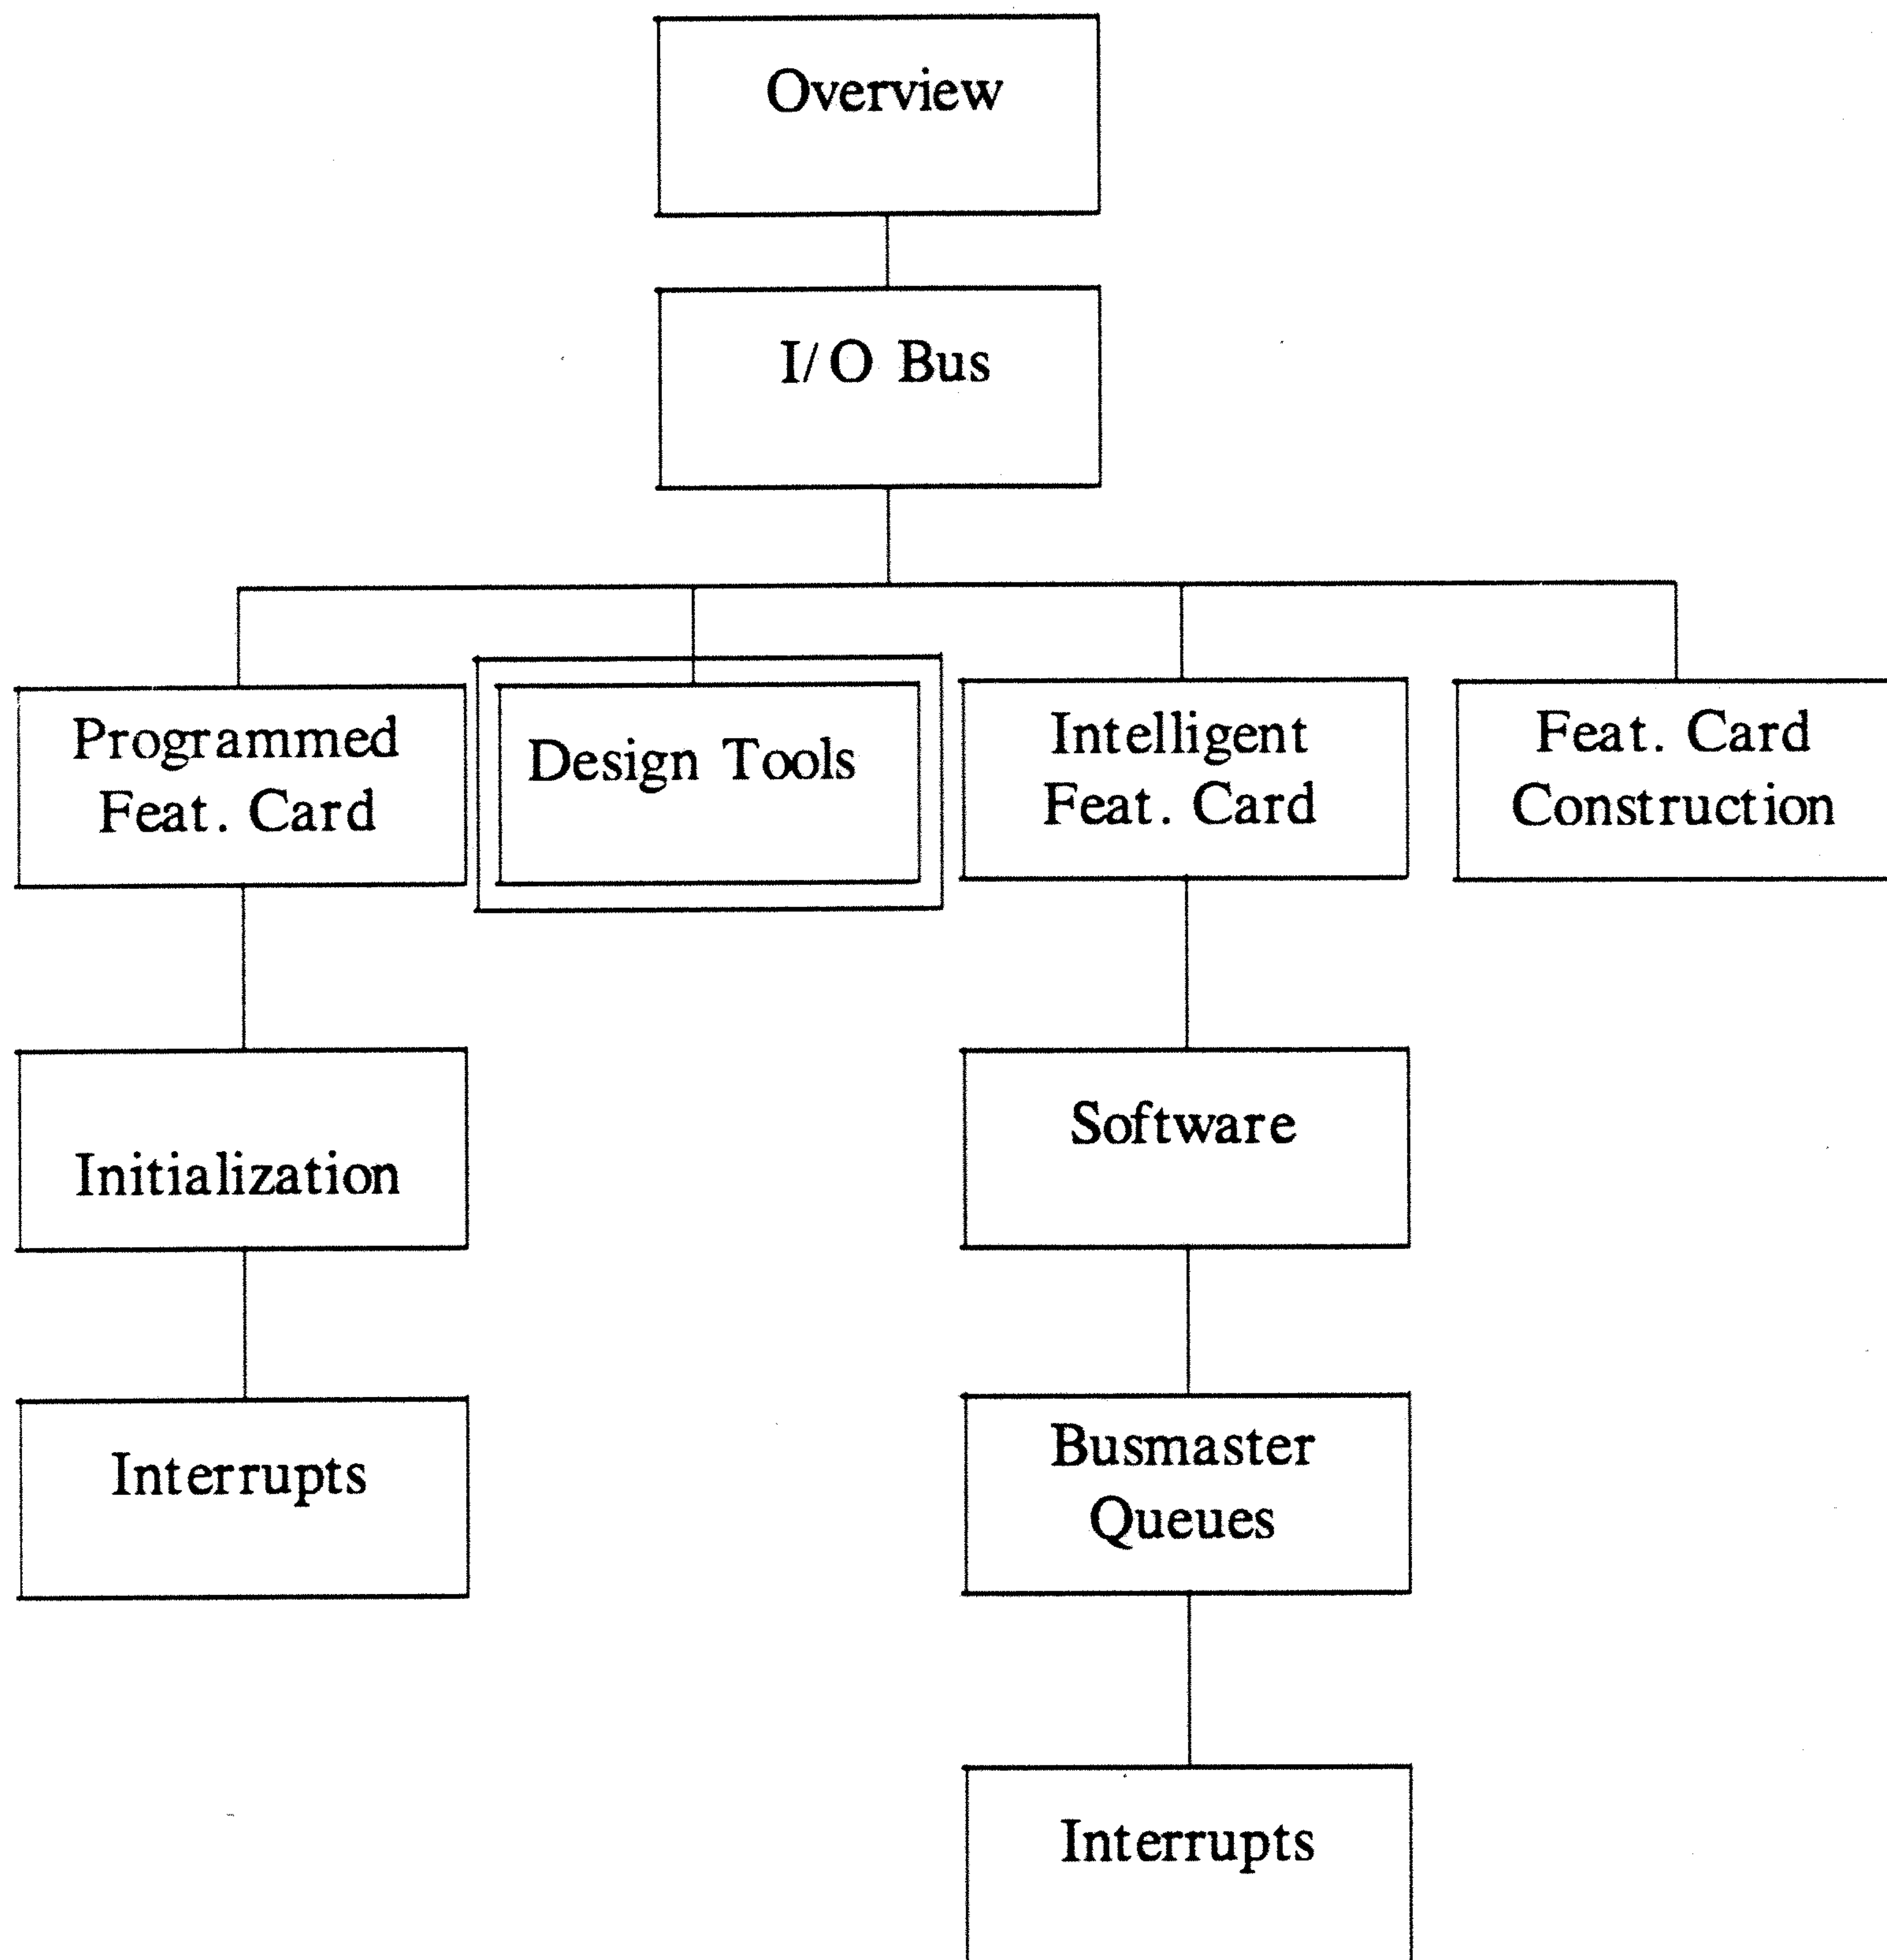 Overview
I/O Bus
Programmed
Feat. Card
Design Tools
Intelligent
Feat. Card
Feat. Card
Construction
Initialization
Software
Interrupts
Busmaster
Queues
Interrupts